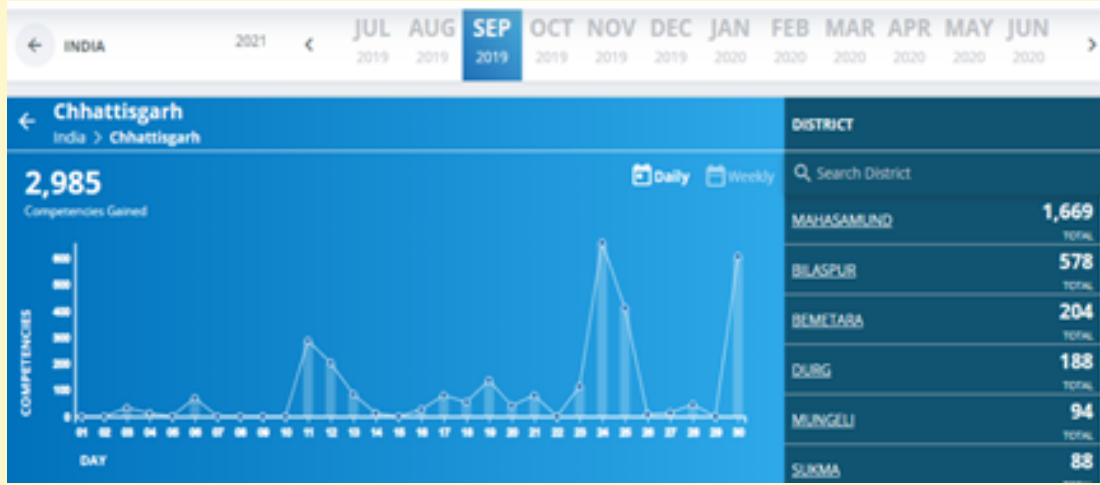 INDIA
2021
JUL AUG SEP OCT NOV DEC JAN FEB MAR APR MAY JUN
2019 2019 2019 2019 2019 2019 2020 2020 2020 2020 2020 2020
Chhattisgarh
India > Chhattisgarh
2,985
Competencies Gained
Daily Weekly
COMPETENCIES
600
500
400
300
200
100
0
01 02 03 04 05 06 07 08 09 10 11 12 13 14 15 16 17 18 19 20 21 22 23 24 25 26 27 28 29 30
DAY
DISTRICT
Search District
MAHASAMUND 1,669
TOTAL
BILASPUR 578
TOTAL
BEMETARA 204
TOTAL
DURG 188
TOTAL
MUNGELI 94
TOTAL
SUKMA 88